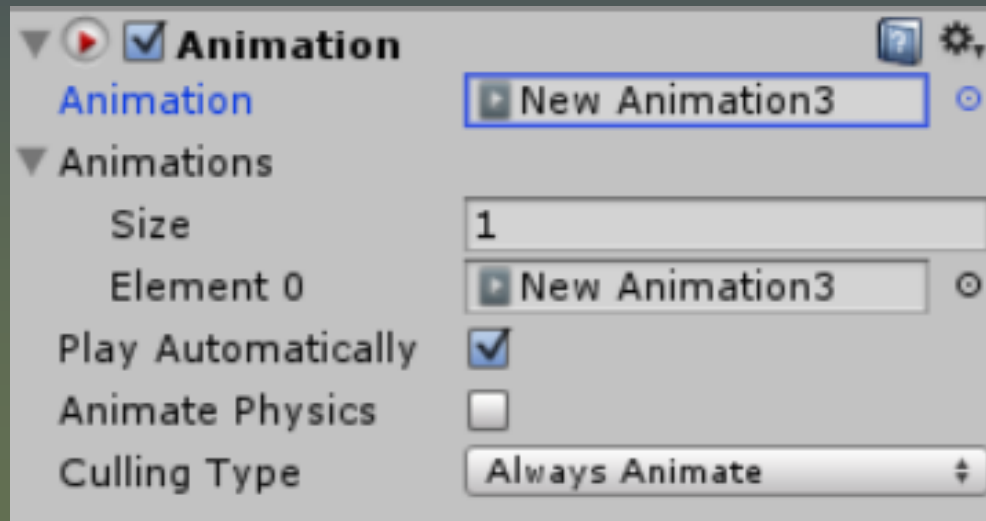 Animation
Animation New Animation3
Animations
Size 1
Element 0 New Animation3
Play Automatically
Animate Physics
Culling Type Always Animate